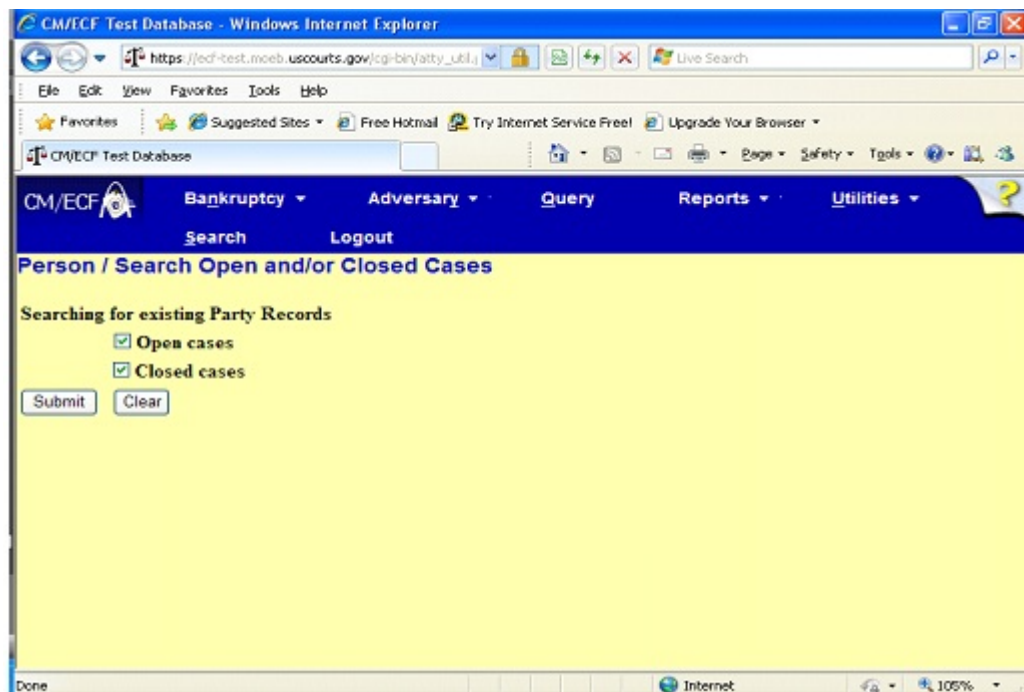 CM/ECF Test Database - Windows Internet Explorer
https://ecf-test.moeb.uscourts.gov/cgi-bin/atty_util.p Live Search
File Edit View Favorites Tools Help
Favorites Suggested Sites Free Hotmail Try Internet Service Free! Upgrade Your Browser
CM/ECF Test Database Page Safety Tools
CM/ECF Bankruptcy Adversary Query Reports Utilities ?
Search Logout
Person / Search Open and/or Closed Cases
Searching for existing Party Records
Open cases
Closed cases
Submit Clear
Done Internet 105%